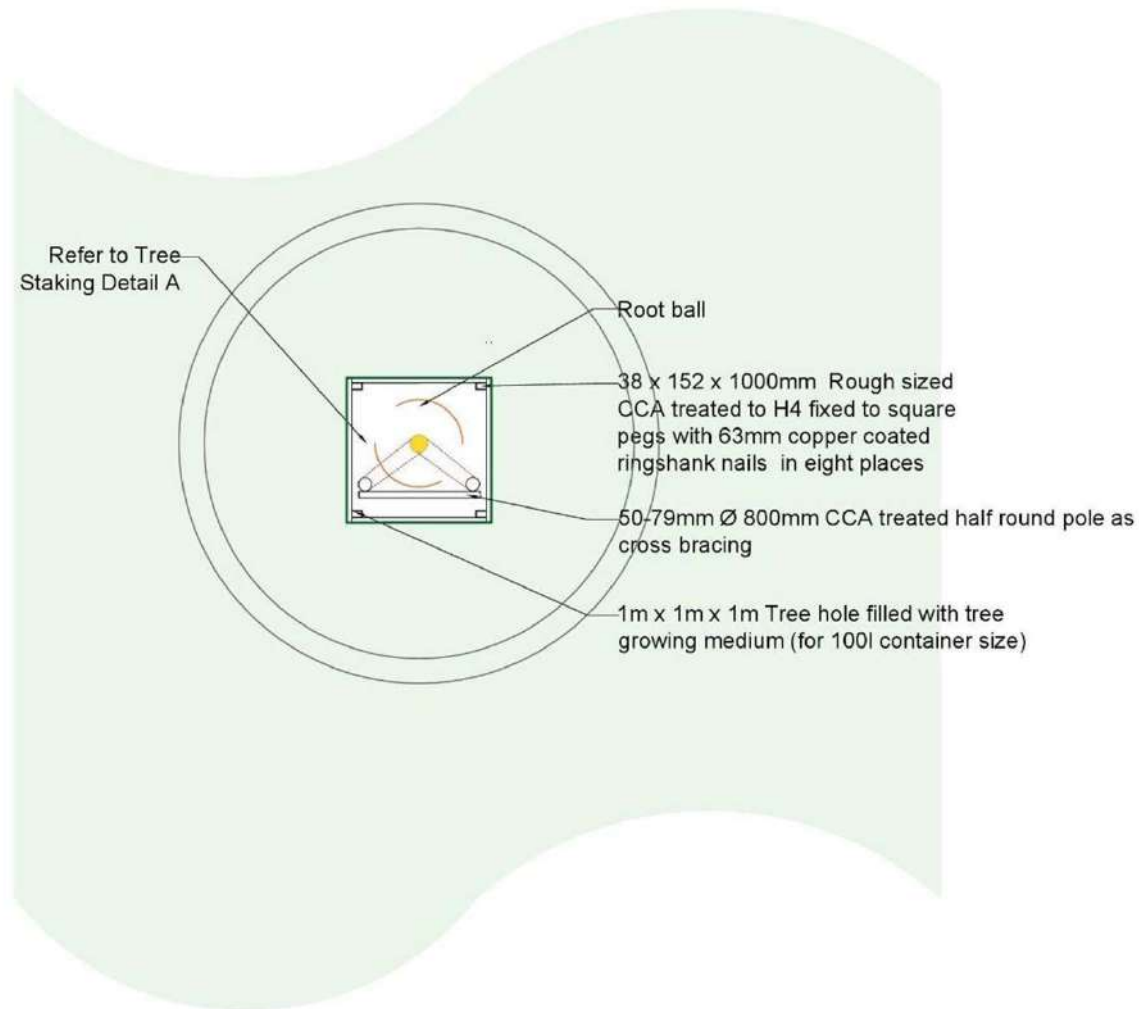 Refer to Tree
Staking Detail A
Root ball
38 x 152 x 1000mm Rough sized
CCA treated to H4 fixed to square
pegs with 63mm copper coated
ringshank nails in eight places
50-79mm Ø 800mm CCA treated half round pole as
cross bracing
1m x 1m x 1m Tree hole filled with tree
growing medium (for 100l container size)